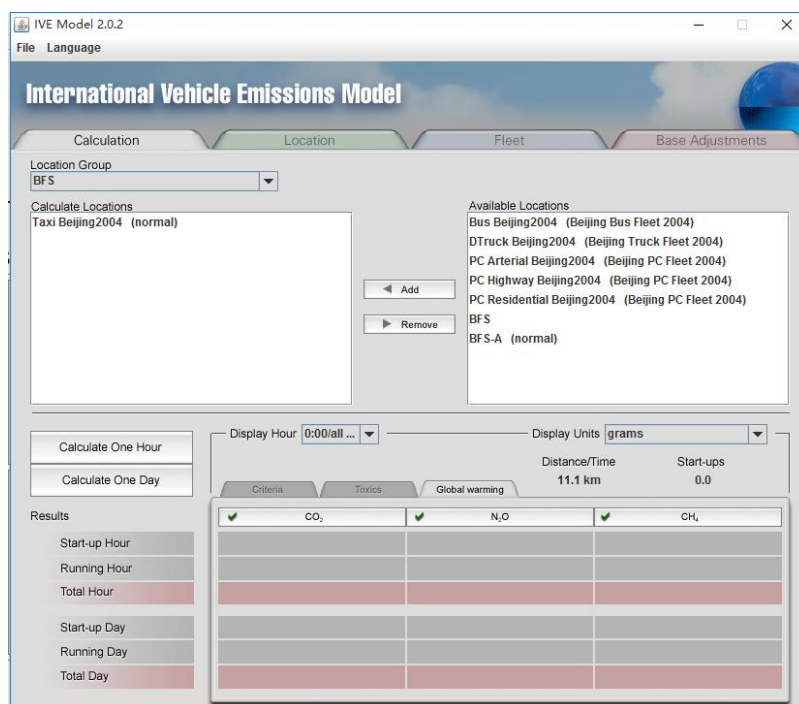 IVE Model 2.0.2
File Language
International Vehicle Emissions Model
Calculation Location Fleet Base Adjustments
Location Group
BFS
Calculate Locations
Taxi Beijing2004 (normal)
Add
Remove
Available Locations
Bus Beijing2004 (Beijing Bus Fleet 2004)
DTruck Beijing2004 (Beijing Truck Fleet 2004)
PC Arterial Beijing2004 (Beijing PC Fleet 2004)
PC Highway Beijing2004 (Beijing PC Fleet 2004)
PC Residential Beijing2004 (Beijing PC Fleet 2004)
BFS
BFS-A (normal)
Calculate One Hour
Calculate One Day
Display Hour 0:00/all ... Display Units grams
Distance/Time Start-ups
11.1 km 0.0
Criteria Toxics Global warming
Results
CO₂ N₂O CH₄
Start-up Hour
Running Hour
Total Hour
Start-up Day
Running Day
Total Day